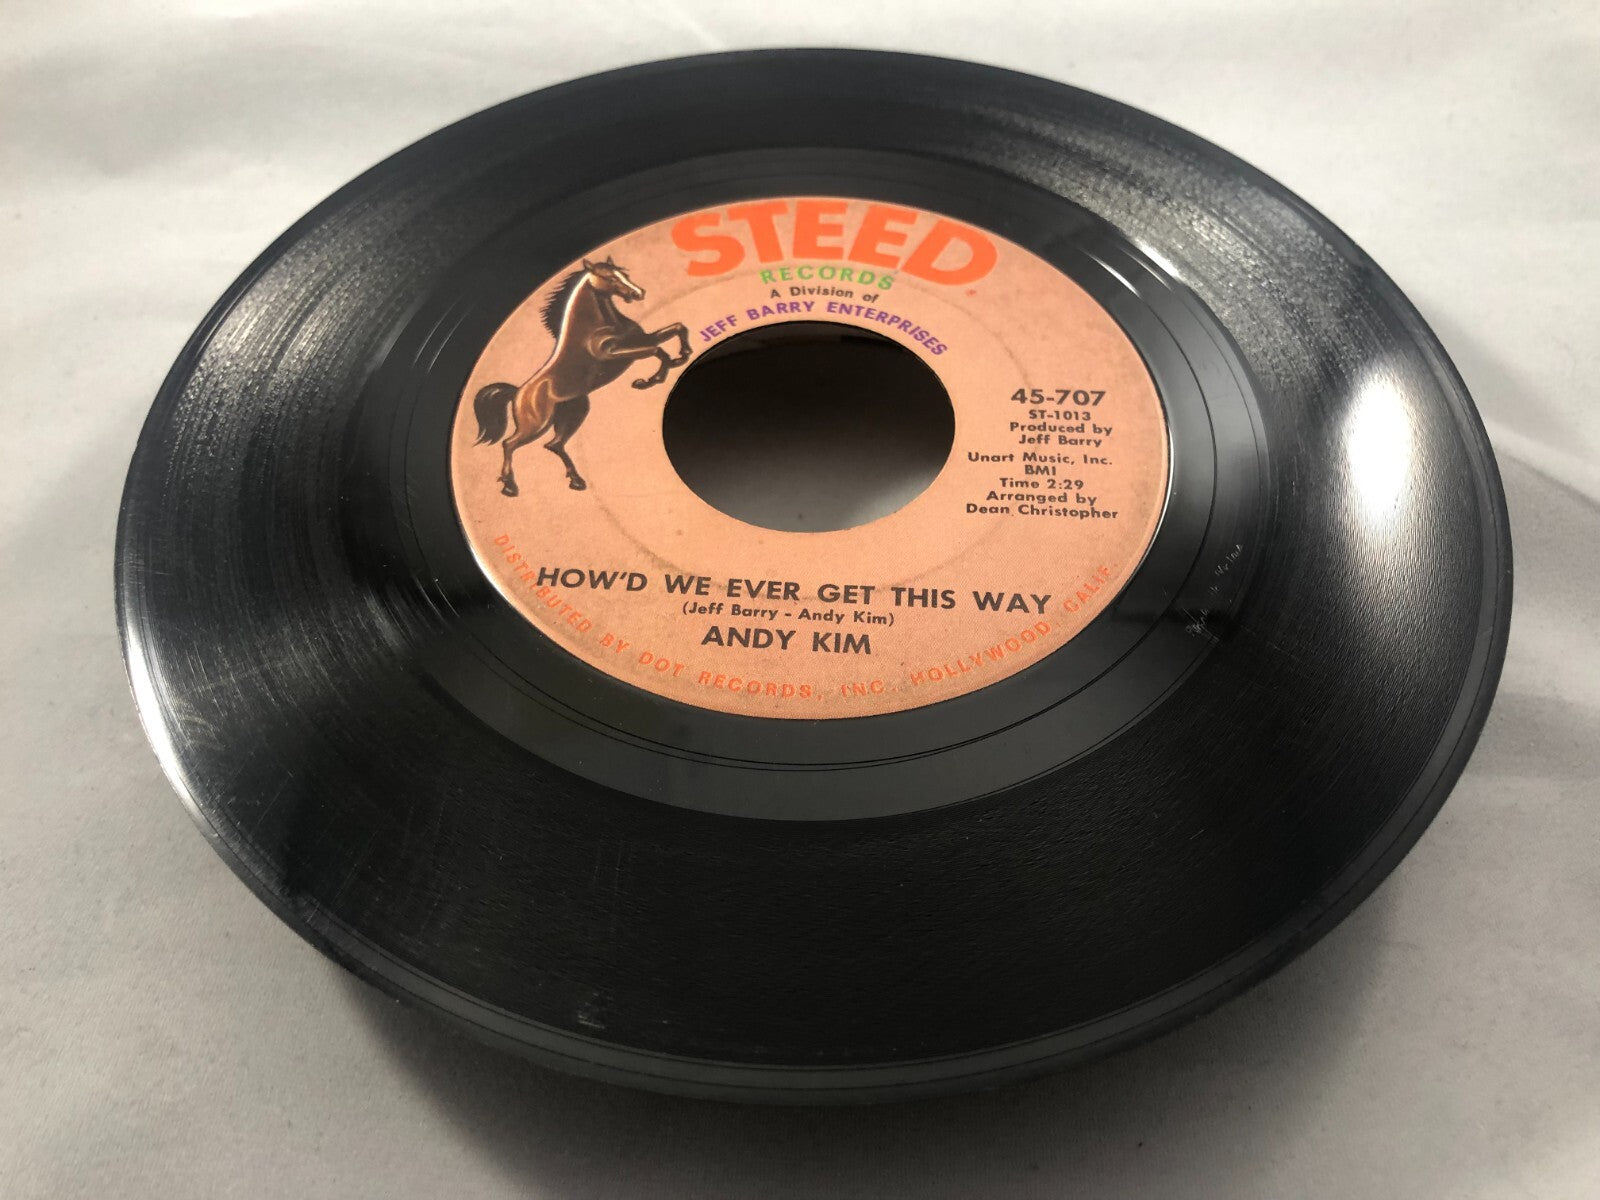 STEED
RECORDS
A Division of
JEFF BARRY ENTERPRISES
45-707
ST-1013
Produced by
Jeff Barry
Unart Music, Inc.
BMI
Time 2:29
Arranged by
Dean Christopher
HOW'D WE EVER GET THIS WAY
(Jeff Barry - Andy Kim)
ANDY KIM
DISTRIBUTED BY DOT RECORDS, INC. HOLLYWOOD, CALIF.